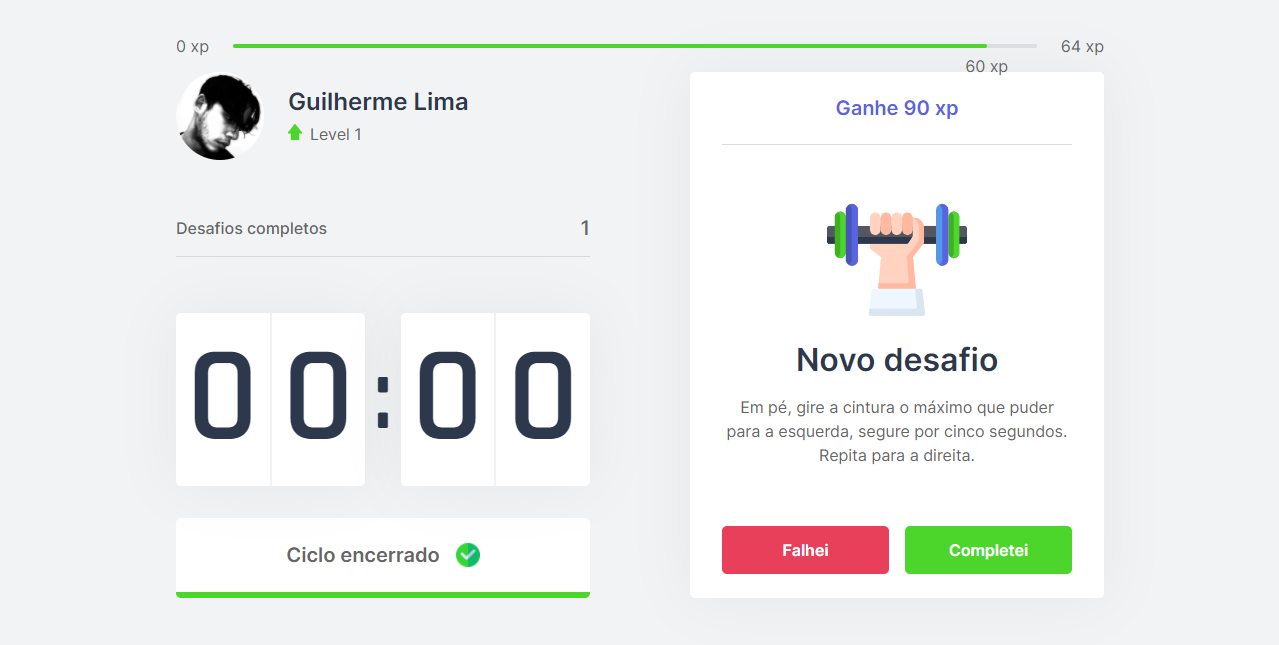 0 xp
64 xp
60 xp
Guilherme Lima
Level 1
Desafios completos
1
00:00
Ciclo encerrado
Ganhe 90 xp
Novo desafio
Em pé, gire a cintura o máximo que puder
para a esquerda, segure por cinco segundos.
Repita para a direita.
Falhei
Completei